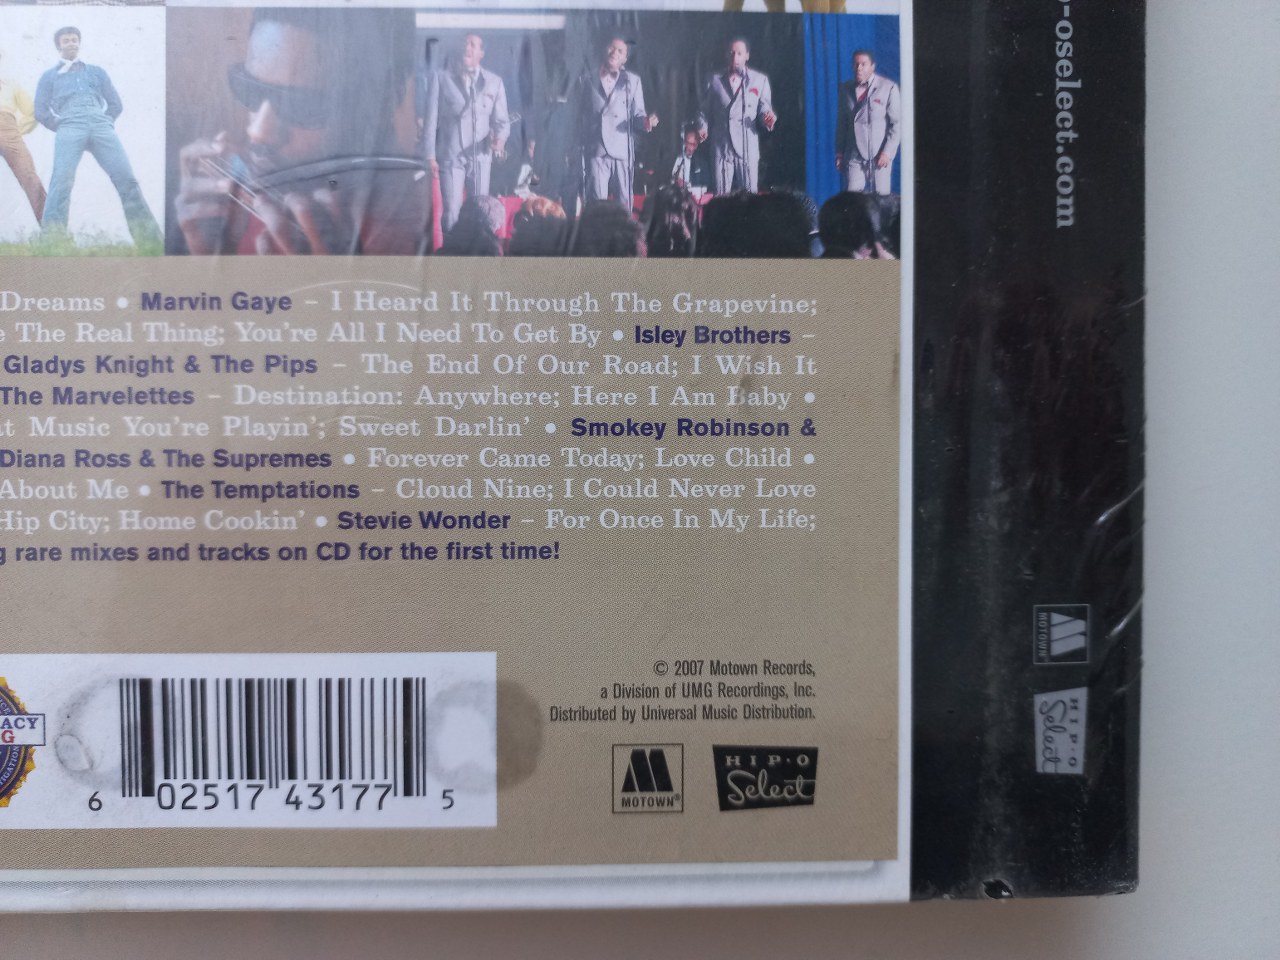 Dreams • Marvin Gaye – I Heard It Through The Grapevine;
The Real Thing; You're All I Need To Get By • Isley Brothers –
Gladys Knight & The Pips – The End Of Our Road; I Wish It
The Marvelettes – Destination: Anywhere; Here I Am Baby •
Music You're Playin'; Sweet Darlin' • Smokey Robinson &
Diana Ross & The Supremes • Forever Came Today; Love Child •
About Me • The Temptations – Cloud Nine; I Could Never Love
Hip City; Home Cookin' • Stevie Wonder – For Once In My Life;
rare mixes and tracks on CD for the first time!
© 2007 Motown Records,
a Division of UMG Recordings, Inc.
Distributed by Universal Music Distribution.
MOTOWN®
HIP-O
Select
6 02517 43177 5
-oselect.com
MOTOWN
HIP-O
Select